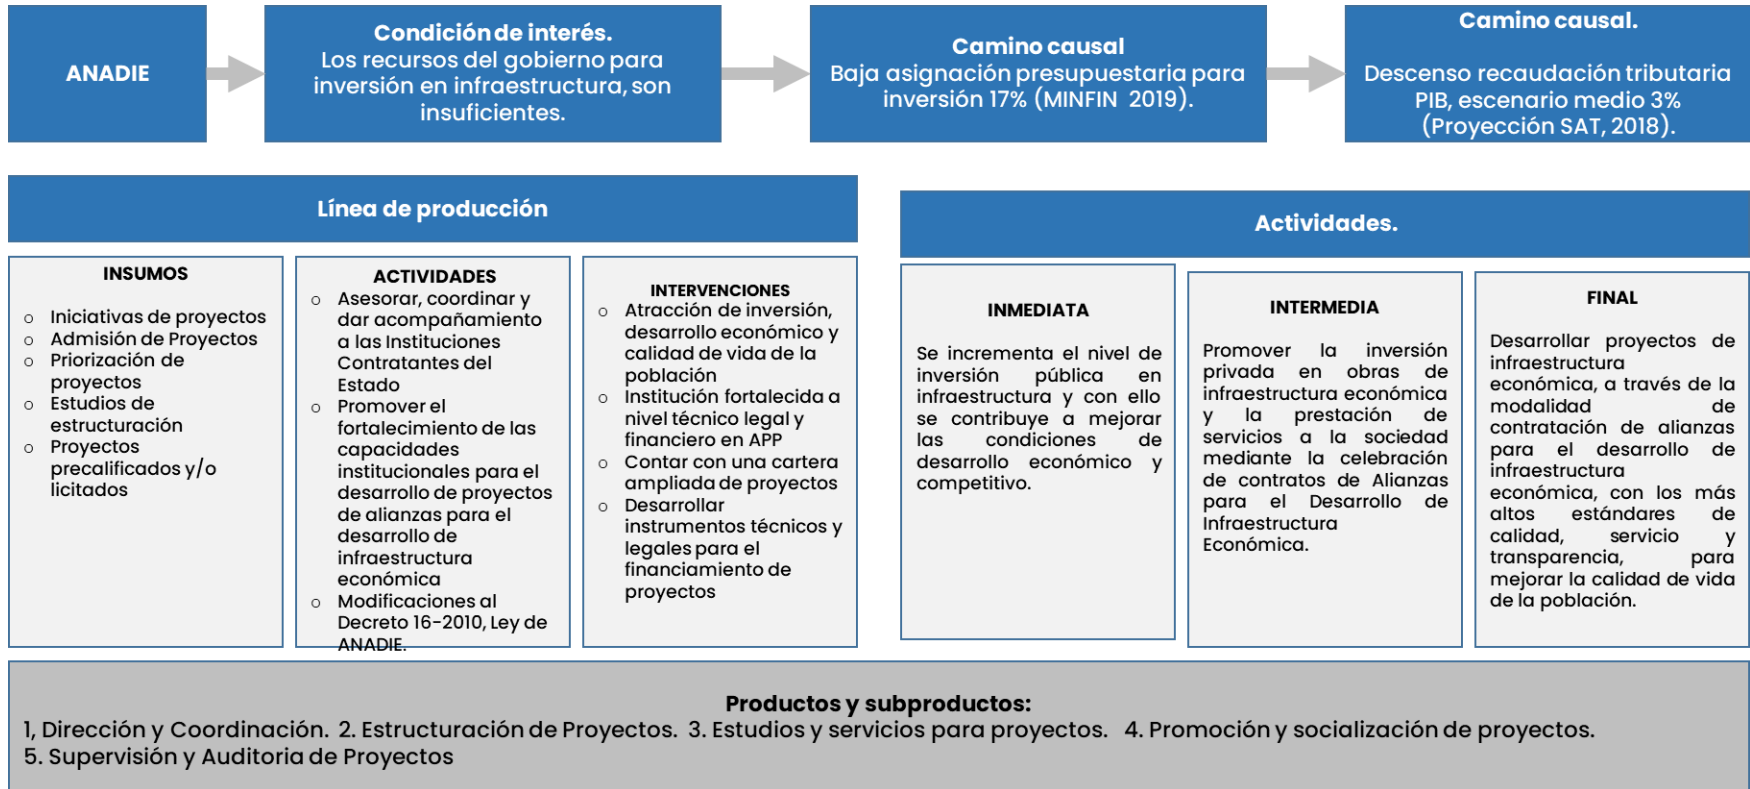 ANADIE
Condición de interés.
Los recursos del gobierno para
inversión en infraestructura, son
insuficientes.
Camino causal
Baja asignación presupuestaria para
inversión 17% (MINFIN 2019).
Camino causal.
Descenso recaudación tributaria
PIB, escenario medio 3%
(Proyección SAT, 2018).
Línea de producción
INSUMOS
o Iniciativas de proyectos
o Admisión de Proyectos
o Priorización de
proyectos
o Estudios de
estructuración
o Proyectos
precalificados y/o
licitados
ACTIVIDADES
o Asesorar, coordinar y
dar acompañamiento
a las Instituciones
Contratantes del
Estado
o Promover el
fortalecimiento de las
capacidades
institucionales para el
desarrollo de proyectos
de alianzas para el
desarrollo de
infraestructura
económica
o Modificaciones al
Decreto 16-2010, Ley de
ANADIE.
INTERVENCIONES
o Atracción de inversión,
desarrollo económico y
calidad de vida de la
población
o Institución fortalecida a
nivel técnico legal y
financiero en APP
o Contar con una cartera
ampliada de proyectos
o Desarrollar
instrumentos técnicos y
legales para el
financiamiento de
proyectos
Actividades.
INMEDIATA
Se incrementa el nivel de
inversión pública en
infraestructura y con ello
se contribuye a mejorar
las condiciones de
desarrollo económico y
competitivo.
INTERMEDIA
Promover la inversión
privada en obras de
infraestructura económica
y la prestación de
servicios a la sociedad
mediante la celebración
de contratos de Alianzas
para el Desarrollo de
Infraestructura
Económica.
FINAL
Desarrollar proyectos de
infraestructura
económica, a través de la
modalidad de
contratación de alianzas
para el desarrollo de
infraestructura
económica, con los más
altos estándares de
calidad, servicio y
transparencia, para
mejorar la calidad de vida
de la población.
Productos y subproductos:
1, Dirección y Coordinación. 2. Estructuración de Proyectos. 3. Estudios y servicios para proyectos. 4. Promoción y socialización de proyectos.
5. Supervisión y Auditoria de Proyectos